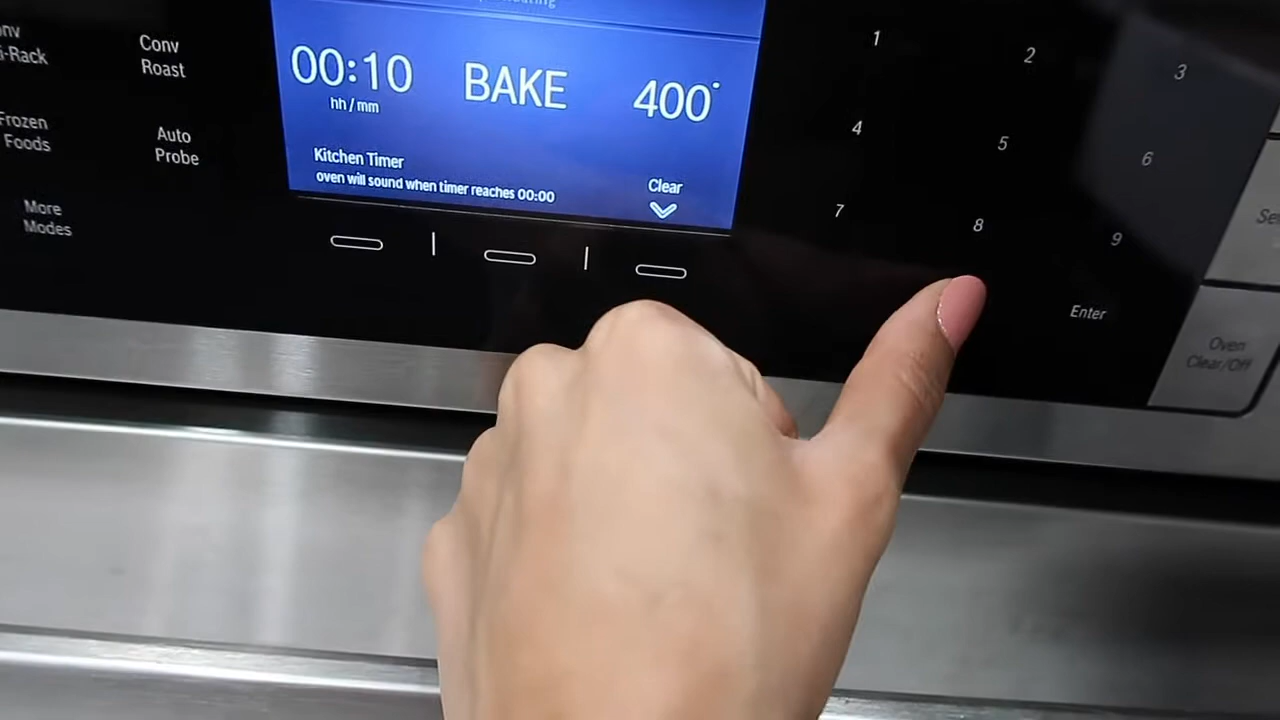 Conv
Roast
Frozen
Foods
Auto
Probe
More
Modes
00:10 BAKE 400°
hh / mm
Kitchen Timer
oven will sound when timer reaches 00:00
Clear
1 2 3
4 5 6
7 8 9
Enter
Oven
Clear/Off